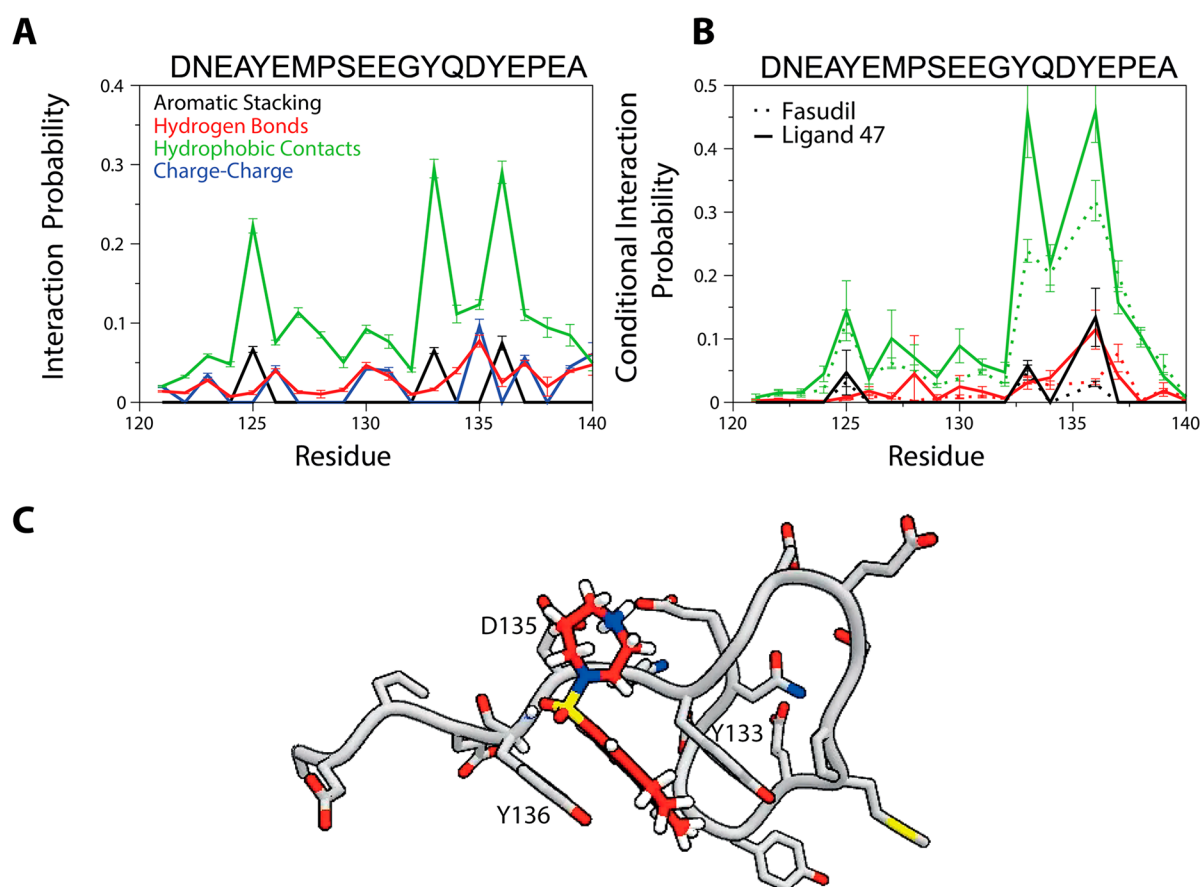 A
DNEAYEMPSEEGYQDYEPEA
0.4
0.3
0.2
0.1
0
Interaction Probability
Aromatic Stacking
Hydrogen Bonds
Hydrophobic Contacts
Charge-Charge
120 125 130 135 140
Residue
B
DNEAYEMPSEEGYQDYEPEA
0.5
0.4
0.3
0.2
0.1
0
Conditional Interaction
Probability
Fasudil
Ligand 47
120 125 130 135 140
Residue
C
D135
Y133
Y136